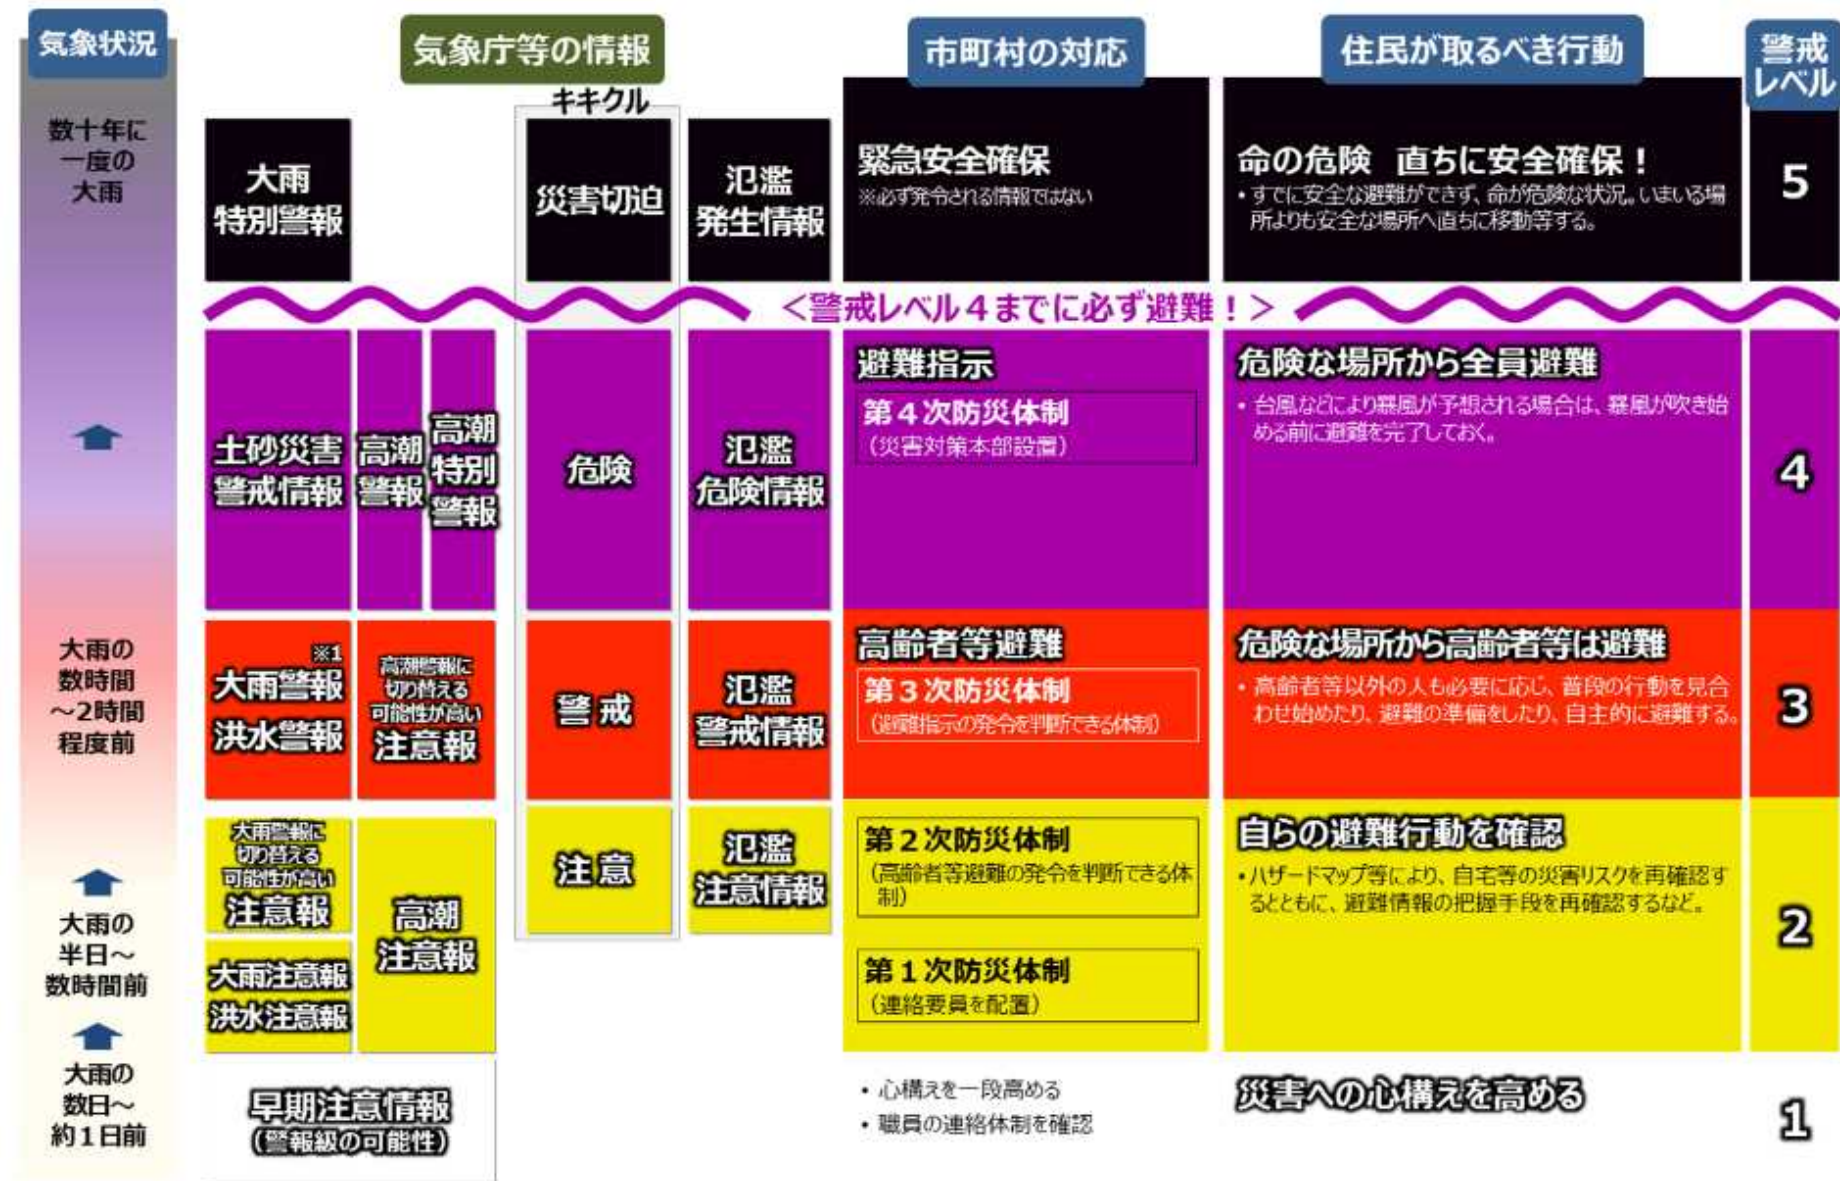 気象状況
気象庁等の情報
市町村の対応
住民が取るべき行動
警戒
レベル
キキクル
数十年に
一度の
大雨
大雨
特別警報
災害切迫
氾濫
発生情報
緊急安全確保
※必ず発令される情報ではない
命の危険 直ちに安全確保！
・すでに安全な避難ができず、命が危険な状況。いまいる場
所よりも安全な場所へ直ちに移動等する。
5
＜警戒レベル４までに必ず避難！＞
土砂災害
警戒情報
高潮
警報
高潮
特別
警報
危険
氾濫
危険情報
避難指示
第４次防災体制
（災害対策本部設置）
危険な場所から全員避難
・台風などにより暴風が予想される場合は、暴風が吹き始
める前に避難を完了しておく。
4
大雨の
数時間
～2時間
程度前
※1
大雨警報
洪水警報
高潮警報に
切り替える
可能性が高い
注意報
警戒
氾濫
警戒情報
高齢者等避難
第３次防災体制
（避難指示の発令を判断できる体制）
危険な場所から高齢者等は避難
・高齢者等以外の人も必要に応じ、普段の行動を見合
わせ始めたり、避難の準備をしたり、自主的に避難する。
3
大雨の
半日～
数時間前
大雨警報に
切り替える
可能性が高い
注意報
大雨注意報
洪水注意報
高潮
注意報
注意
氾濫
注意情報
第２次防災体制
（高齢者等避難の発令を判断できる体
制）
第１次防災体制
（連絡要員を配置）
自らの避難行動を確認
・ハザードマップ等により、自宅等の災害リスクを再確認す
るとともに、避難情報の把握手段を再確認するなど。
2
大雨の
数日～
約１日前
早期注意情報
（警報級の可能性）
・心構えを一段高める
・職員の連絡体制を確認
災害への心構えを高める
1